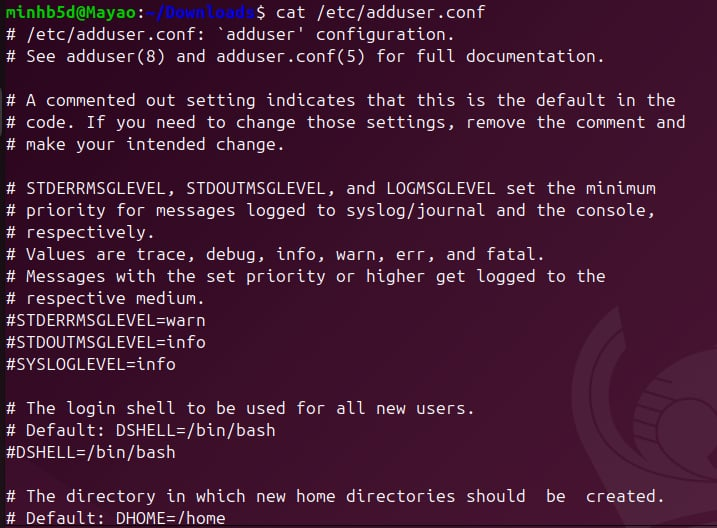 minhb5d@Mayao:~/Downloads$ cat /etc/adduser.conf
# /etc/adduser.conf: `adduser' configuration.
# See adduser(8) and adduser.conf(5) for full documentation.

# A commented out setting indicates that this is the default in the
# code. If you need to change those settings, remove the comment and
# make your intended change.

# STDERRMSGLEVEL, STDOUTMSGLEVEL, and LOGMSGLEVEL set the minimum
# priority for messages logged to syslog/journal and the console,
# respectively.
# Values are trace, debug, info, warn, err, and fatal.
# Messages with the set priority or higher get logged to the
# respective medium.
#STDERRMSGLEVEL=warn
#STDOUTMSGLEVEL=info
#SYSLOGLEVEL=info

# The login shell to be used for all new users.
# Default: DSHELL=/bin/bash
#DSHELL=/bin/bash

# The directory in which new home directories should  be  created.
# Default: DHOME=/home